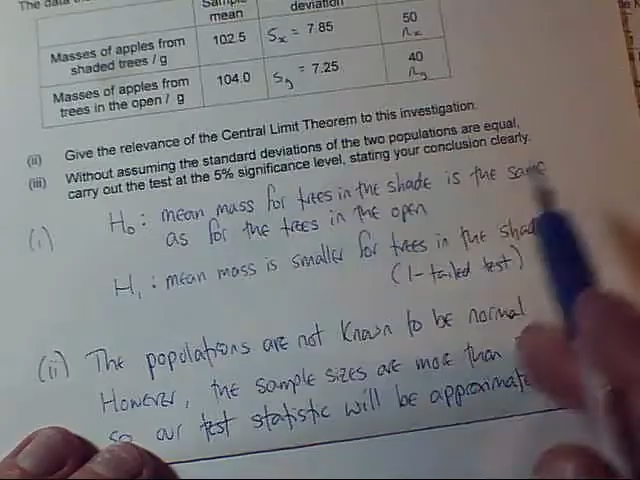 The data
Sample
mean
deviation
Masses of apples from
shaded trees / g
102.5
Sx = 7.85
50
nx
Masses of apples from
trees in the open / g
104.0
Sy = 7.25
40
ny
(ii) Give the relevance of the Central Limit Theorem to this investigation.
(iii) Without assuming the standard deviations of the two populations are equal,
carry out the test at the 5% significance level, stating your conclusion clearly.
(i) H0 : mean mass for trees in the shade is the same
as for the trees in the open
H1 : mean mass is smaller for trees in the shad
(1-tailed test)
(ii) The populations are not known to be normal
However, the sample sizes are more than
so our test statistic will be approximate